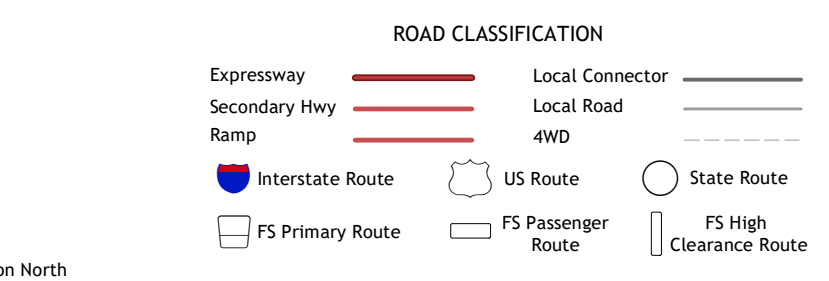 ROAD CLASSIFICATION
Expressway
Local Connector
Secondary Hwy
Local Road
Ramp
4WD
Interstate Route
US Route
State Route
FS Primary Route
FS Passenger
Route
FS High
Clearance Route
on North